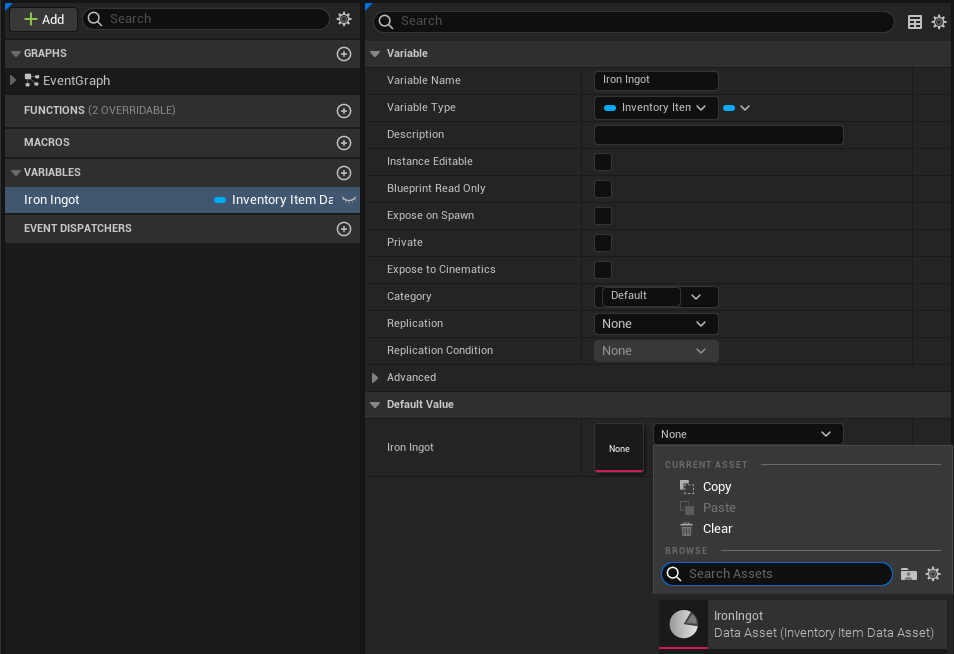 Add
Search
GRAPHS
EventGraph
FUNCTIONS (2 OVERRIDABLE)
MACROS
VARIABLES
Iron Ingot
Inventory Item Da
EVENT DISPATCHERS
Search
Variable
Variable Name
Iron Ingot
Variable Type
Inventory Iten
Description
Instance Editable
Blueprint Read Only
Expose on Spawn
Private
Expose to Cinematics
Category
Default
Replication
None
Replication Condition
None
Advanced
Default Value
Iron Ingot
None
None
CURRENT ASSET
Copy
Paste
Clear
BROWSE
Search Assets
IronIngot
Data Asset (Inventory Item Data Asset)